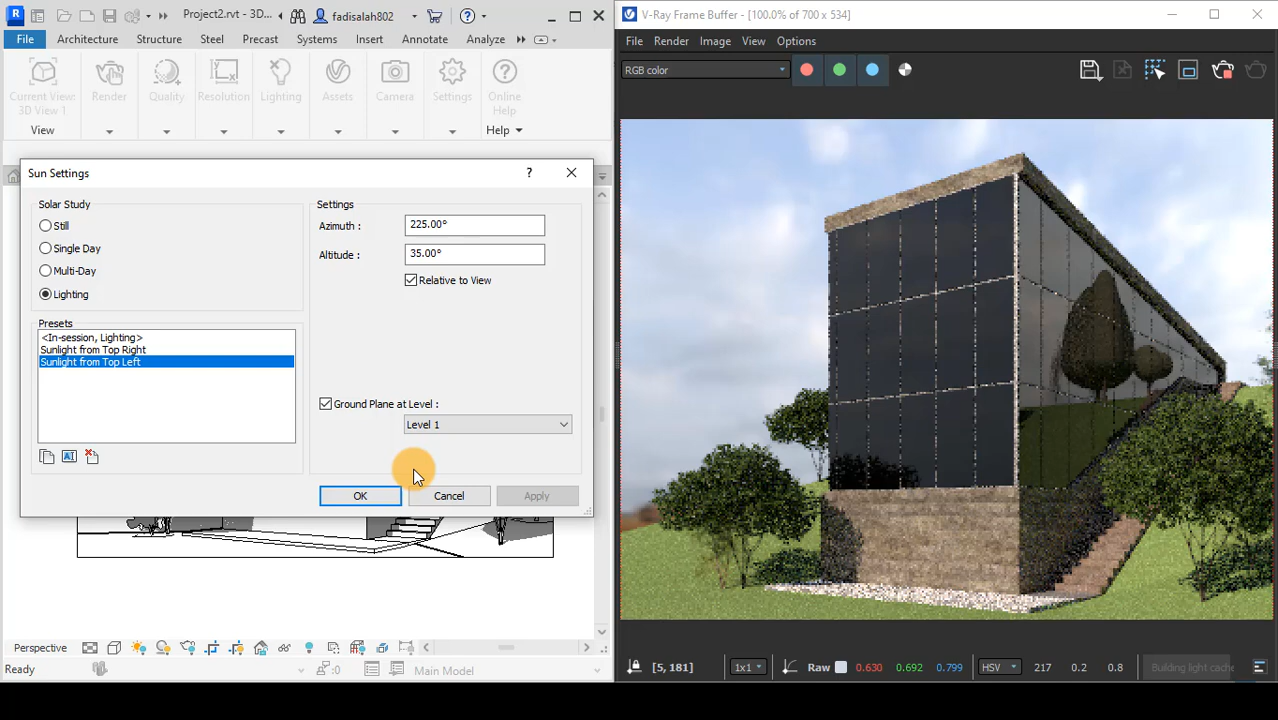 R Project2.rvt - 3D... fadisalah802
File Architecture Structure Steel Precast Systems Insert Annotate Analyze
Current View:
3D View 1
Render
Quality
Resolution
Lighting
Assets
Camera
Settings
Online
Help
View
Help
Sun Settings
Solar Study
Still
Single Day
Multi-Day
Lighting
Presets
<In-session, Lighting>
Sunlight from Top Right
Sunlight from Top Left
AI
Settings
Azimuth : 225.00°
Altitude : 35.00°
Relative to View
Ground Plane at Level :
Level 1
OK Cancel Apply
Perspective
Ready
:0
Main Model
V-Ray Frame Buffer - [100.0% of 700 x 534]
File Render Image View Options
RGB color
[5, 181] 1x1 Raw 0.630 0.692 0.799 HSV 217 0.2 0.8 Building light cache